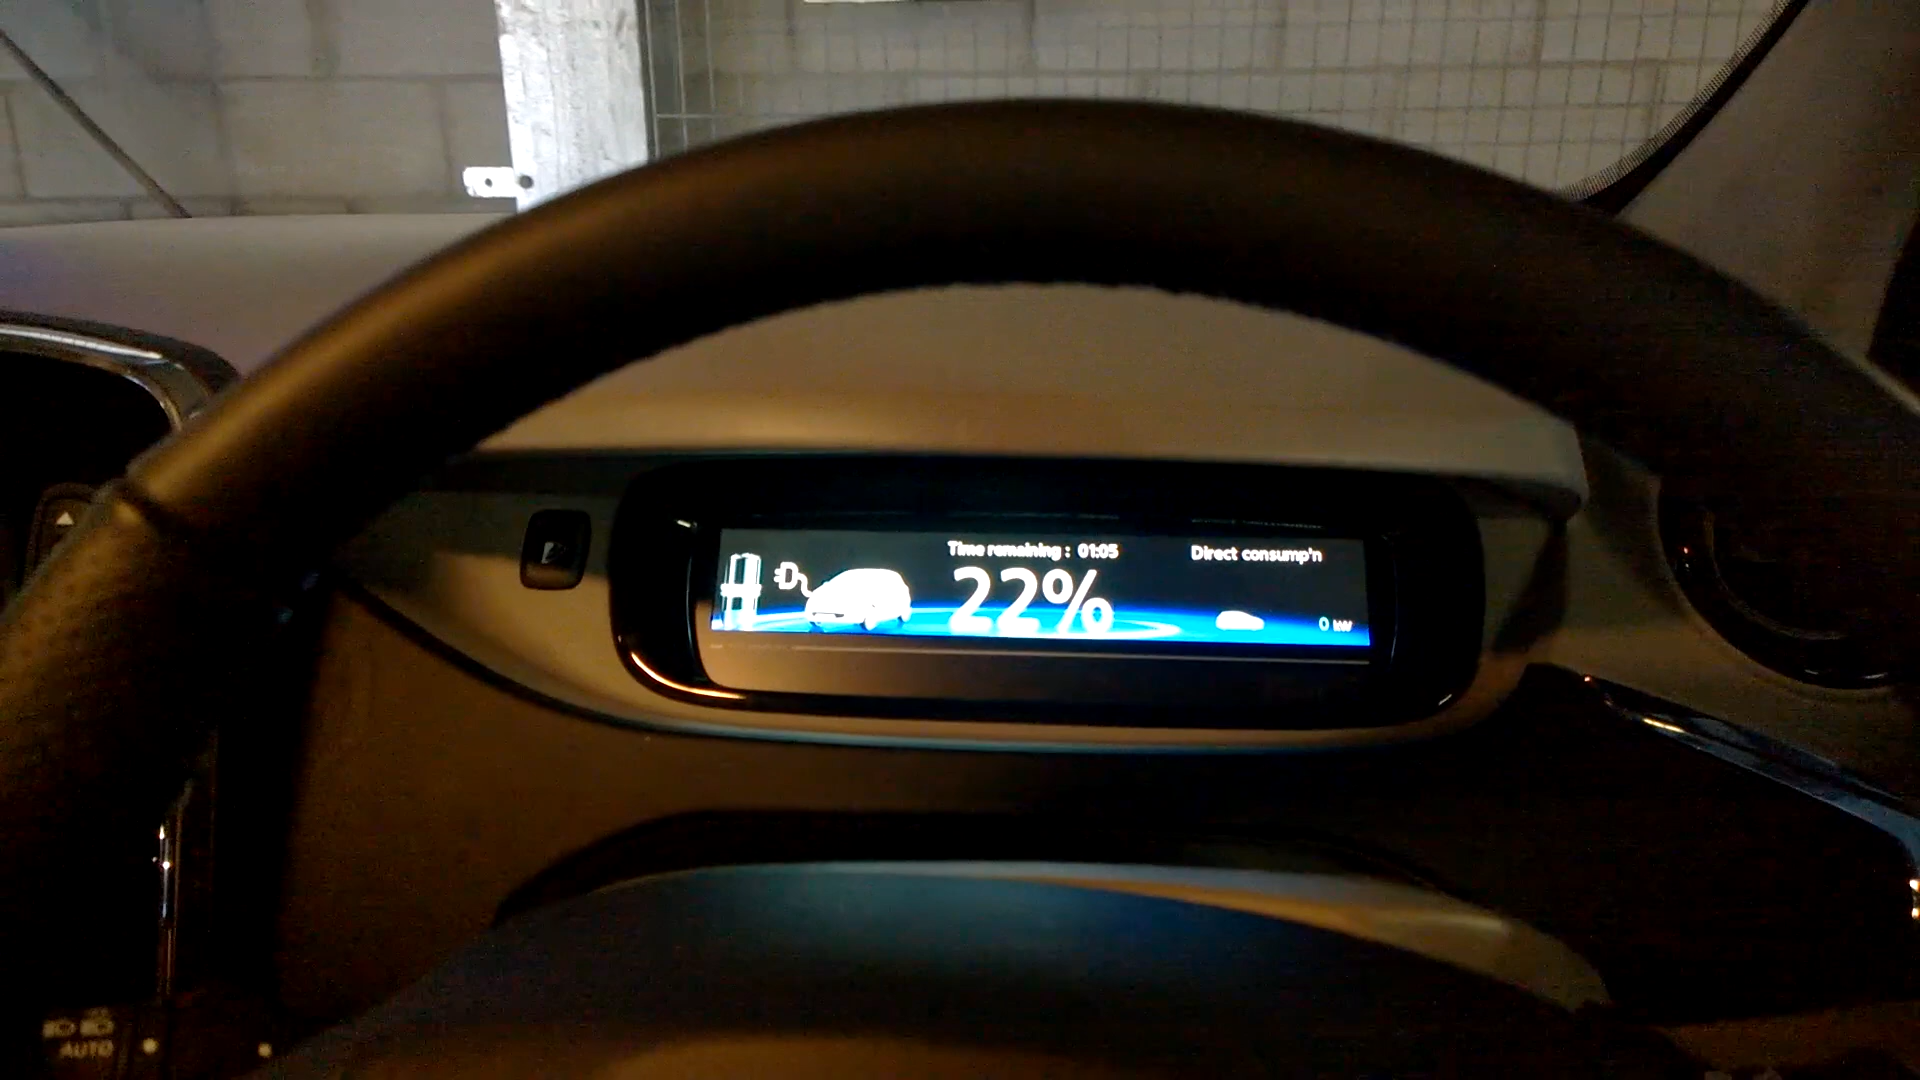 Time remaining : 01:05
Direct consump'n
22%
0 kW
AUTO